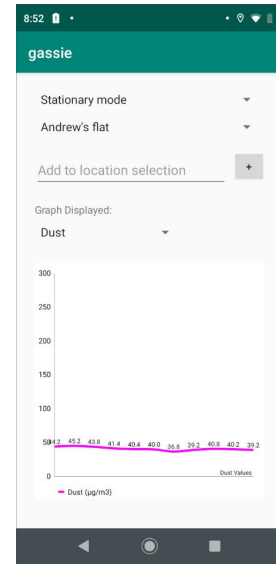 8:52
gassie
Stationary mode
Andrew's flat
Add to location selection +
Graph Displayed:
Dust
300
250
200
150
100
50
44.2 45.2 43.8 41.4 40.4 40.0 36.8 39.2 40.8 40.2 39.2
0
Dust Values
Dust (µg/m3)